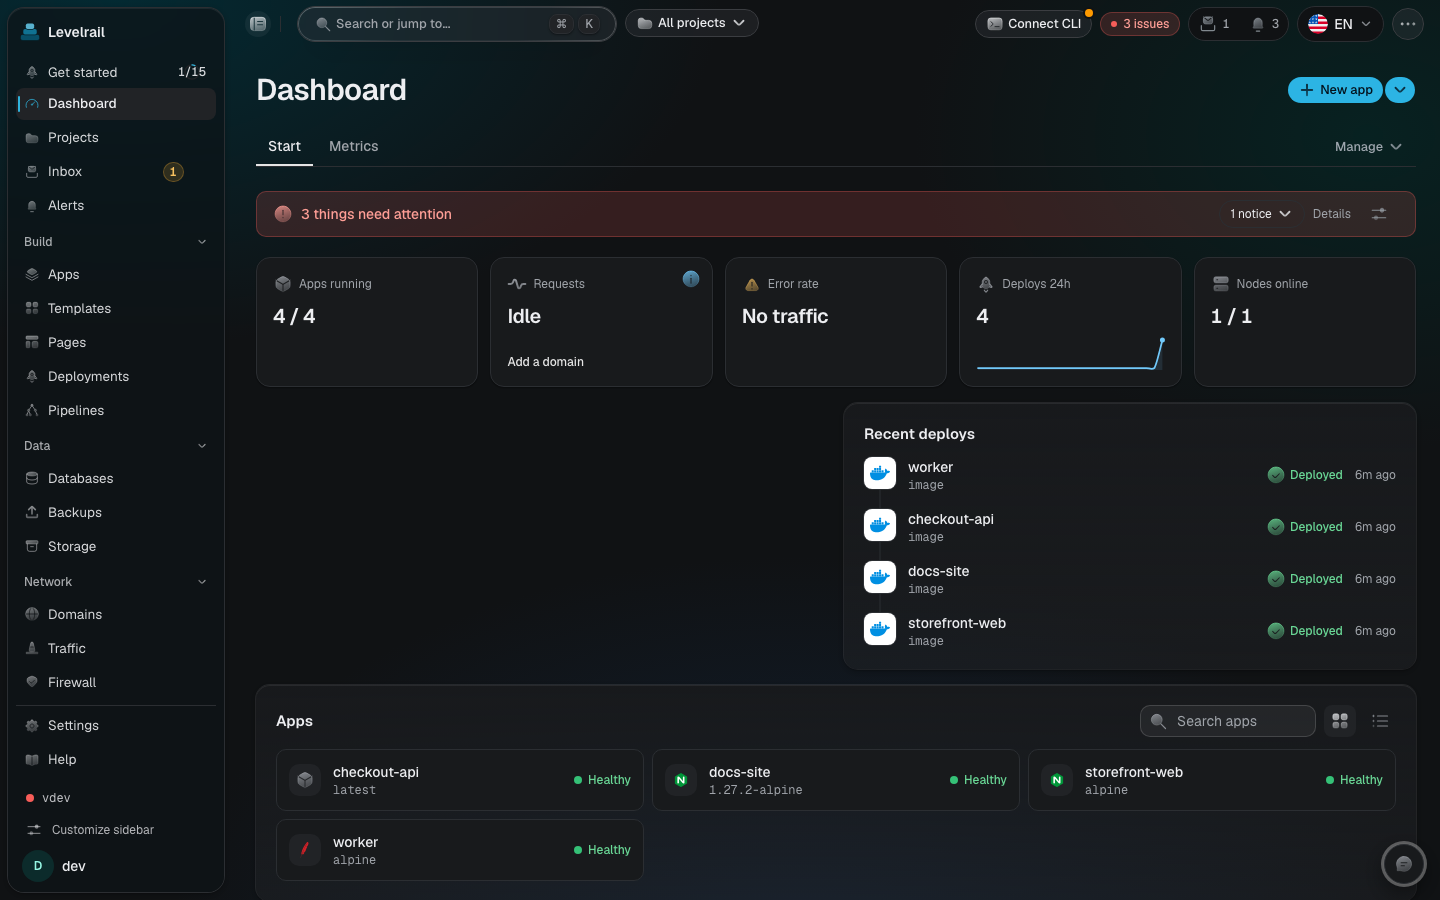 Levelrail
Get started 1/15
Dashboard
Projects
Inbox 1
Alerts
Build
Apps
Templates
Pages
Deployments
Pipelines
Data
Databases
Backups
Storage
Network
Domains
Traffic
Firewall
Settings
Help
vdev
Customize sidebar
D dev
Search or jump to... ⌘ K
All projects
Connect CLI
3 issues
1 3
EN
Dashboard
New app
Start Metrics
Manage
3 things need attention
1 notice Details
Apps running
4 / 4
Requests
Idle
Add a domain
Error rate
No traffic
Deploys 24h
4
Nodes online
1 / 1
Recent deploys
worker
image
Deployed 6m ago
checkout-api
image
Deployed 6m ago
docs-site
image
Deployed 6m ago
storefront-web
image
Deployed 6m ago
Apps
Search apps
checkout-api
latest
Healthy
docs-site
1.27.2-alpine
Healthy
storefront-web
alpine
Healthy
worker
alpine
Healthy